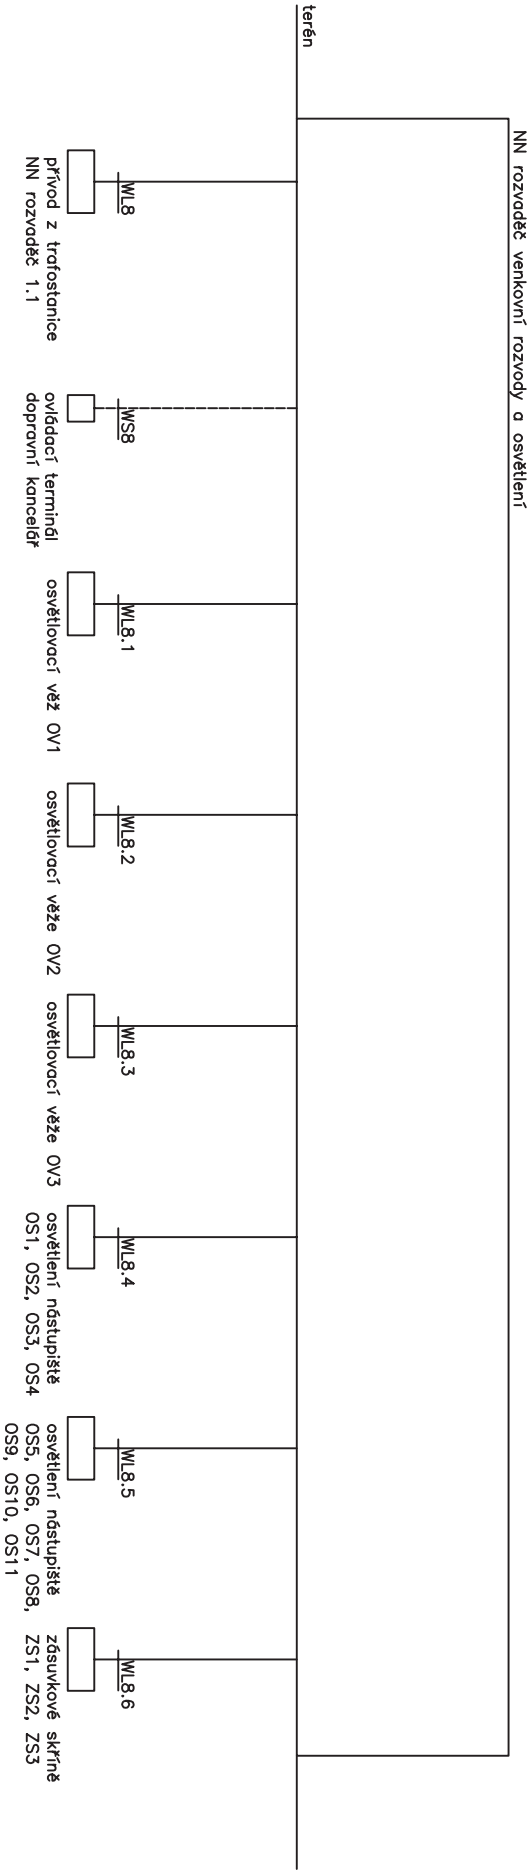 NN rozvaděč venkovní rozvody a osvětlení
terén
WL8
přívod z trafostanice
NN rozvaděč 1.1
WS8
ovládací terminál
dopravní kancelář
WL8.1
osvětlovací věž OV1
WL8.2
osvětlovací věže OV2
WL8.3
osvětlovací věže OV3
WL8.4
osvětlení nástupiště
OS1, OS2, OS3, OS4
WL8.5
osvětlení nástupiště
OS5, OS6, OS7, OS8,
OS9, OS10, OS11
WL8.6
zásuvkové skříně
ZS1, ZS2, ZS3